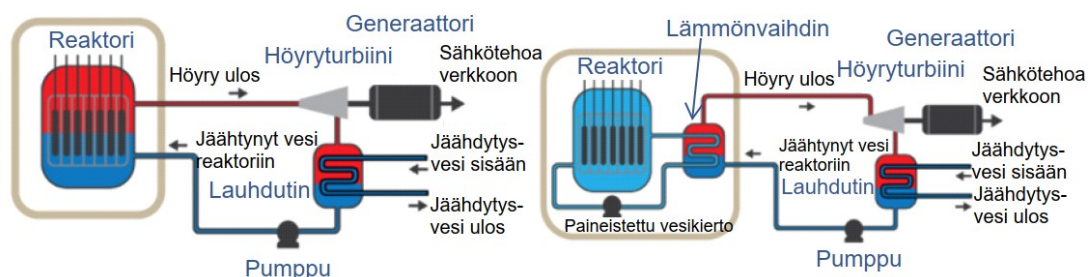 Reaktori
Generaattori
Höyryturbiini
Höyry ulos
Sähkötehoa
verkkoon
Jäähtynyt vesi
reaktoriin
Lauhdutin
Jäähdytys-
vesi sisään
Jäähdytys-
vesi ulos
Pumppu
Lämmönvaihdin
Reaktori
Generaattori
Höyryturbiini
Höyry ulos
Sähkötehoa
verkkoon
Jäähtynyt vesi
reaktoriin
Lauhdutin
Jäähdytys-
vesi sisään
Jäähdytys-
vesi ulos
Paineistettu vesikierto
Pumppu